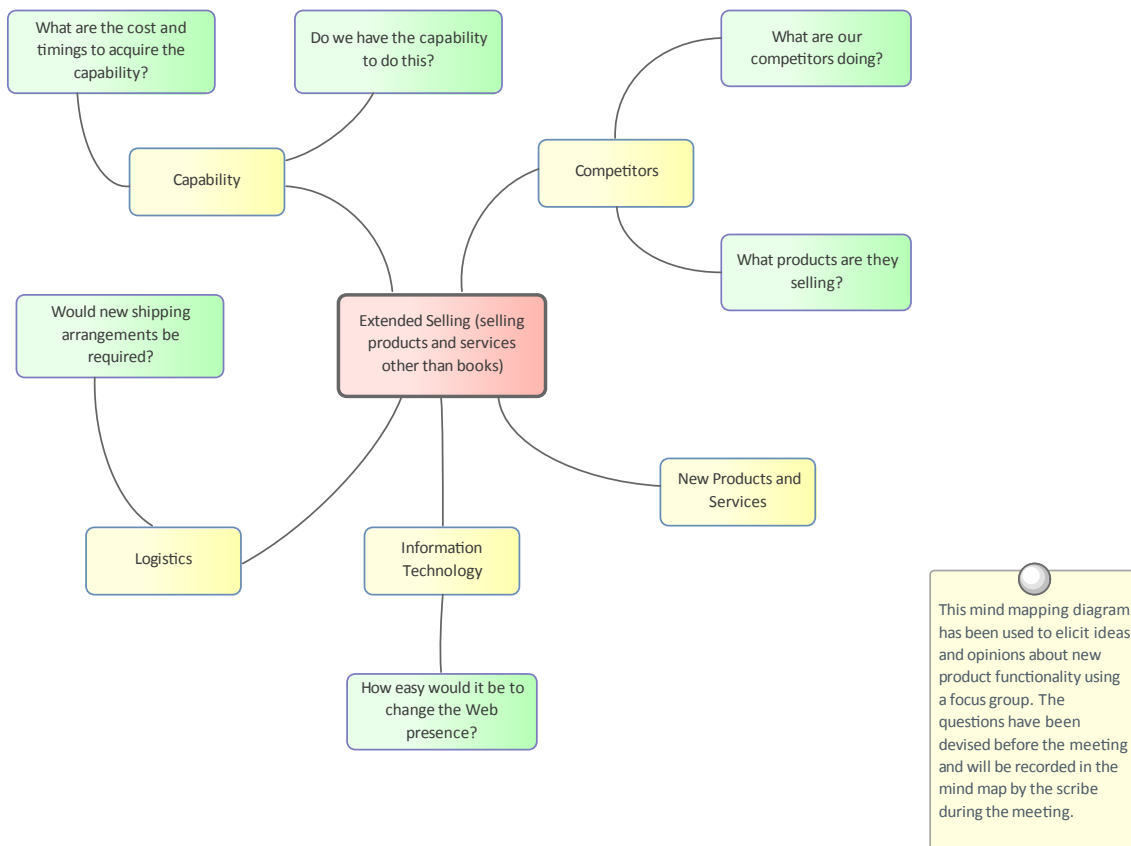 What are the cost and
timings to acquire the
capability?
Do we have the capability
to do this?
What are our
competitors doing?
Capability
Competitors
What products are they
selling?
Would new shipping
arrangements be
required?
Extended Selling (selling
products and services
other than books)
New Products and
Services
Logistics
Information
Technology
How easy would it be to
change the Web
presence?
This mind mapping diagram
has been used to elicit ideas
and opinions about new
product functionality using
a focus group. The
questions have been
devised before the meeting
and will be recorded in the
mind map by the scribe
during the meeting.